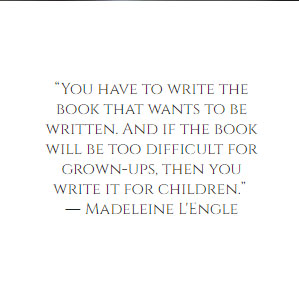 “You have to write the
book that wants to be
written. And if the book
will be too difficult for
grown-ups, then you
write it for children.”
― Madeleine L'Engle